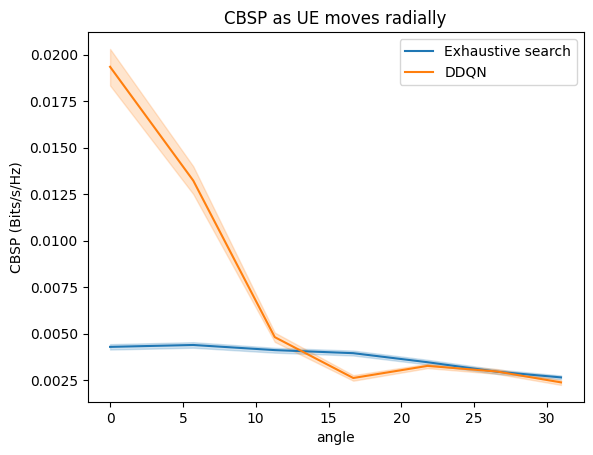 CBSP as UE moves radially
Exhaustive search
DDQN
CBSP (Bits/s/Hz)
0.0200
0.0175
0.0150
0.0125
0.0100
0.0075
0.0050
0.0025
0 5 10 15 20 25 30
angle